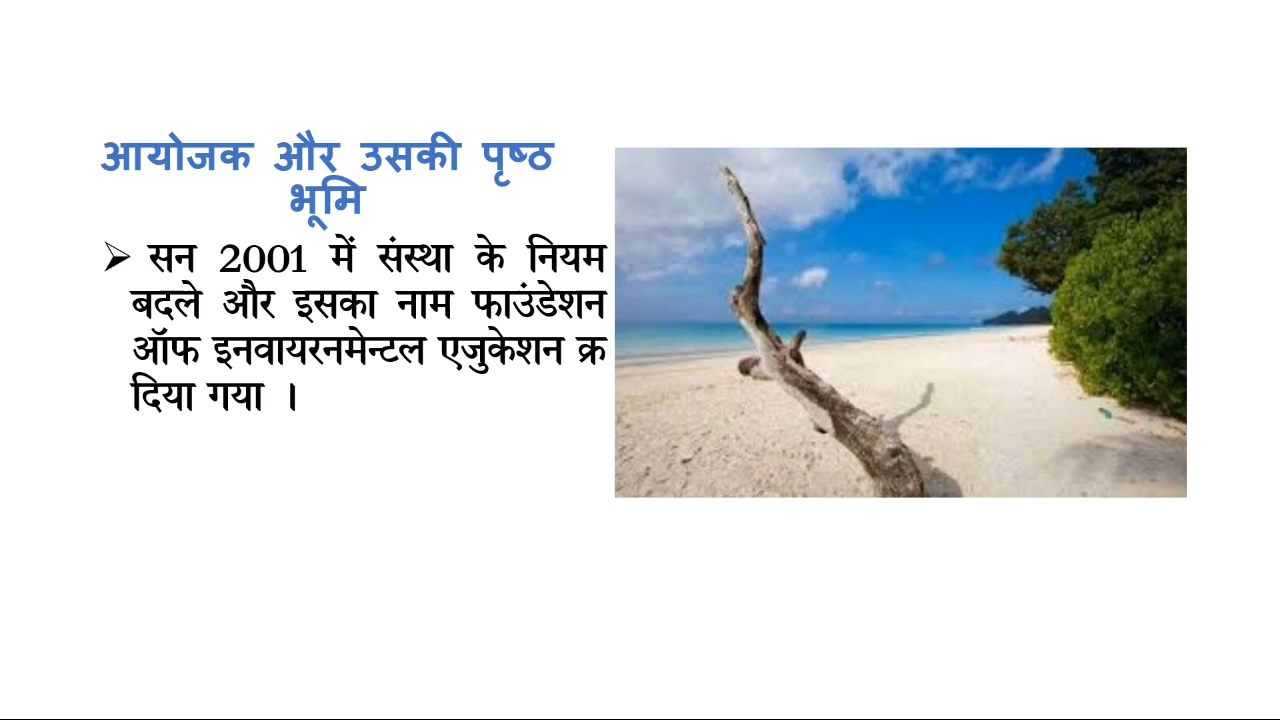 आयोजक और उसकी पृष्ठ
भूमि
➢ सन 2001 में संस्था के नियम
बदले और इसका नाम फाउंडेशन
ऑफ इनवायरनमेन्टल एजुकेशन क्र
दिया गया ।